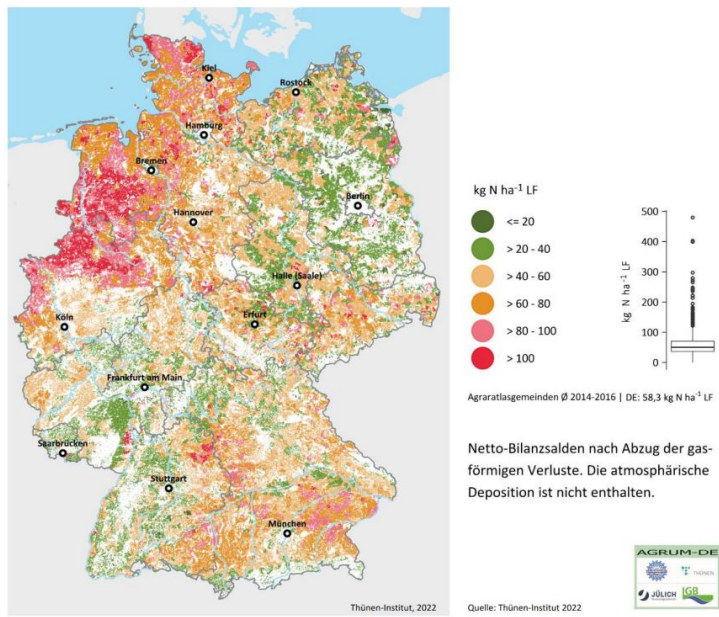 Kiel
Rostock
Hamburg
Bremen
Berlin
Hannover
Halle (Saale)
Köln
Erfurt
Frankfurt am Main
Saarbrücken
Stuttgart
München
Thünen-Institut, 2022
kg N ha⁻¹ LF
<= 20
> 20 - 40
> 40 - 60
> 60 - 80
> 80 - 100
> 100
kg N ha⁻¹ LF
500
400
300
200
100
0
Agraratlasgemeinden Ø 2014-2016 | DE: 58,3 kg N ha⁻¹ LF
Netto-Bilanzsalden nach Abzug der gas-
förmigen Verluste. Die atmosphärische
Deposition ist nicht enthalten.
Quelle: Thünen-Institut 2022
AGRUM-DE
THÜNEN
JÜLICH
IGB